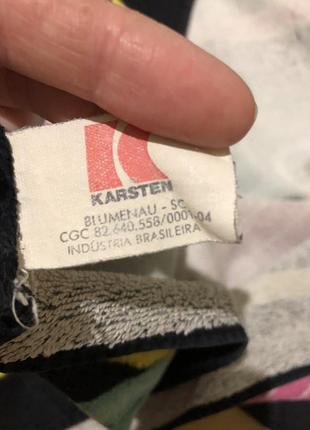 KARSTEN
BLUMENAU - SC
CGC 82.640.558/0001-04
INDÚSTRIA BRASILEIRA